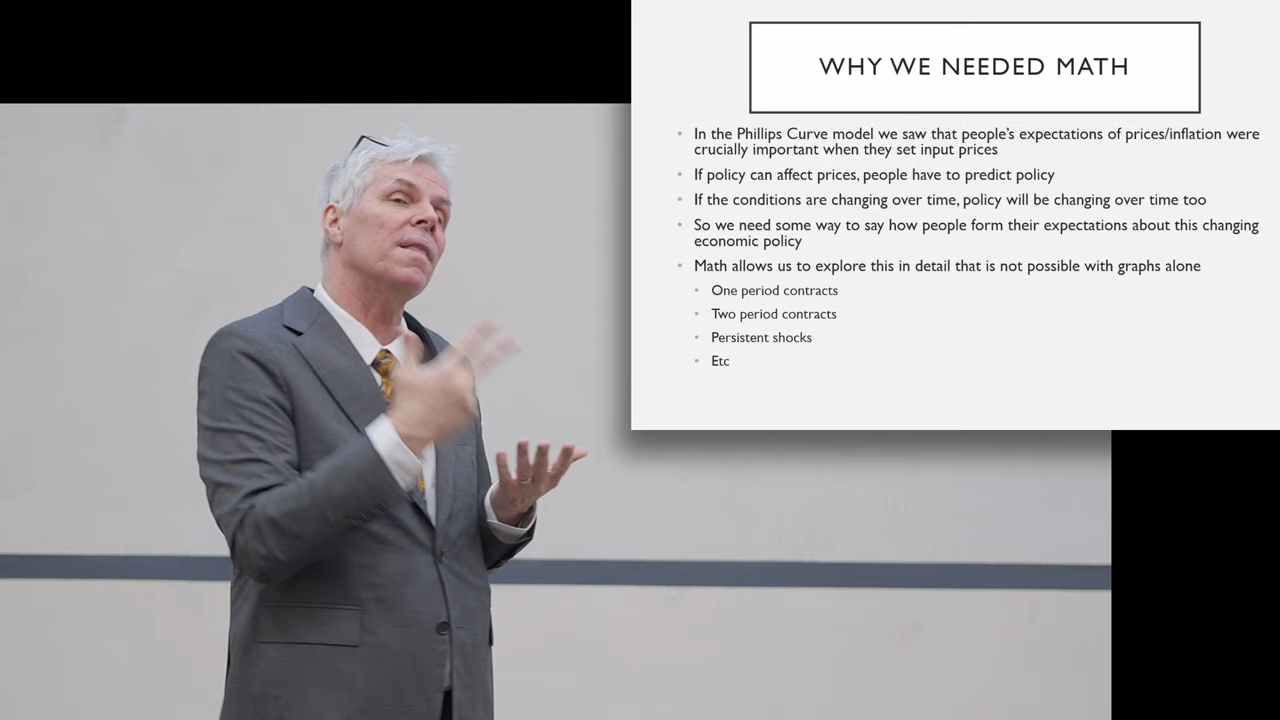 WHY WE NEEDED MATH
In the Phillips Curve model we saw that people's expectations of prices/inflation were
crucially important when they set input prices
If policy can affect prices, people have to predict policy
If the conditions are changing over time, policy will be changing over time too
So we need some way to say how people form their expectations about this changing
economic policy
Math allows us to explore this in detail that is not possible with graphs alone
One period contracts
Two period contracts
Persistent shocks
Etc